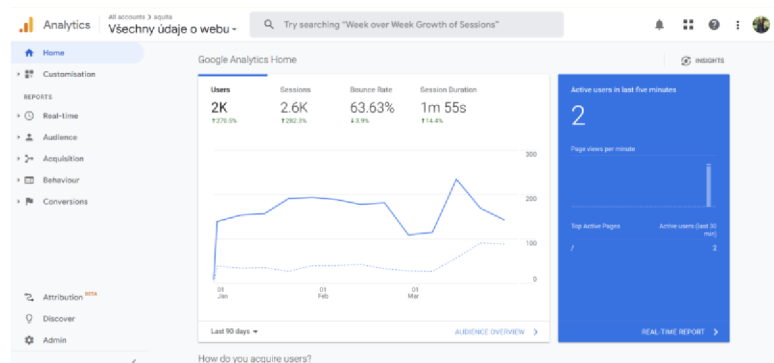 Analytics
All accounts > aquita
Všechny údaje o webu
Try searching "Week over Week Growth of Sessions"
Home
Customisation
REPORTS
Real-time
Audience
Acquisition
Behaviour
Conversions
Attribution BETA
Discover
Admin
Google Analytics Home
INSIGHTS
Users
2K
Sessions
2.6K
↑282.3%
Bounce Rate
63.63%
↓3.9%
Session Duration
1m 55s
↑14.4%
300
200
100
0
01 Jan
01 Feb
01 Mar
Last 90 days
AUDIENCE OVERVIEW >
Active users in last five minutes
2
Page views per minute
Top Active Pages
Active users (last 30 min)
/
2
REAL-TIME REPORT >
How do you acquire users?